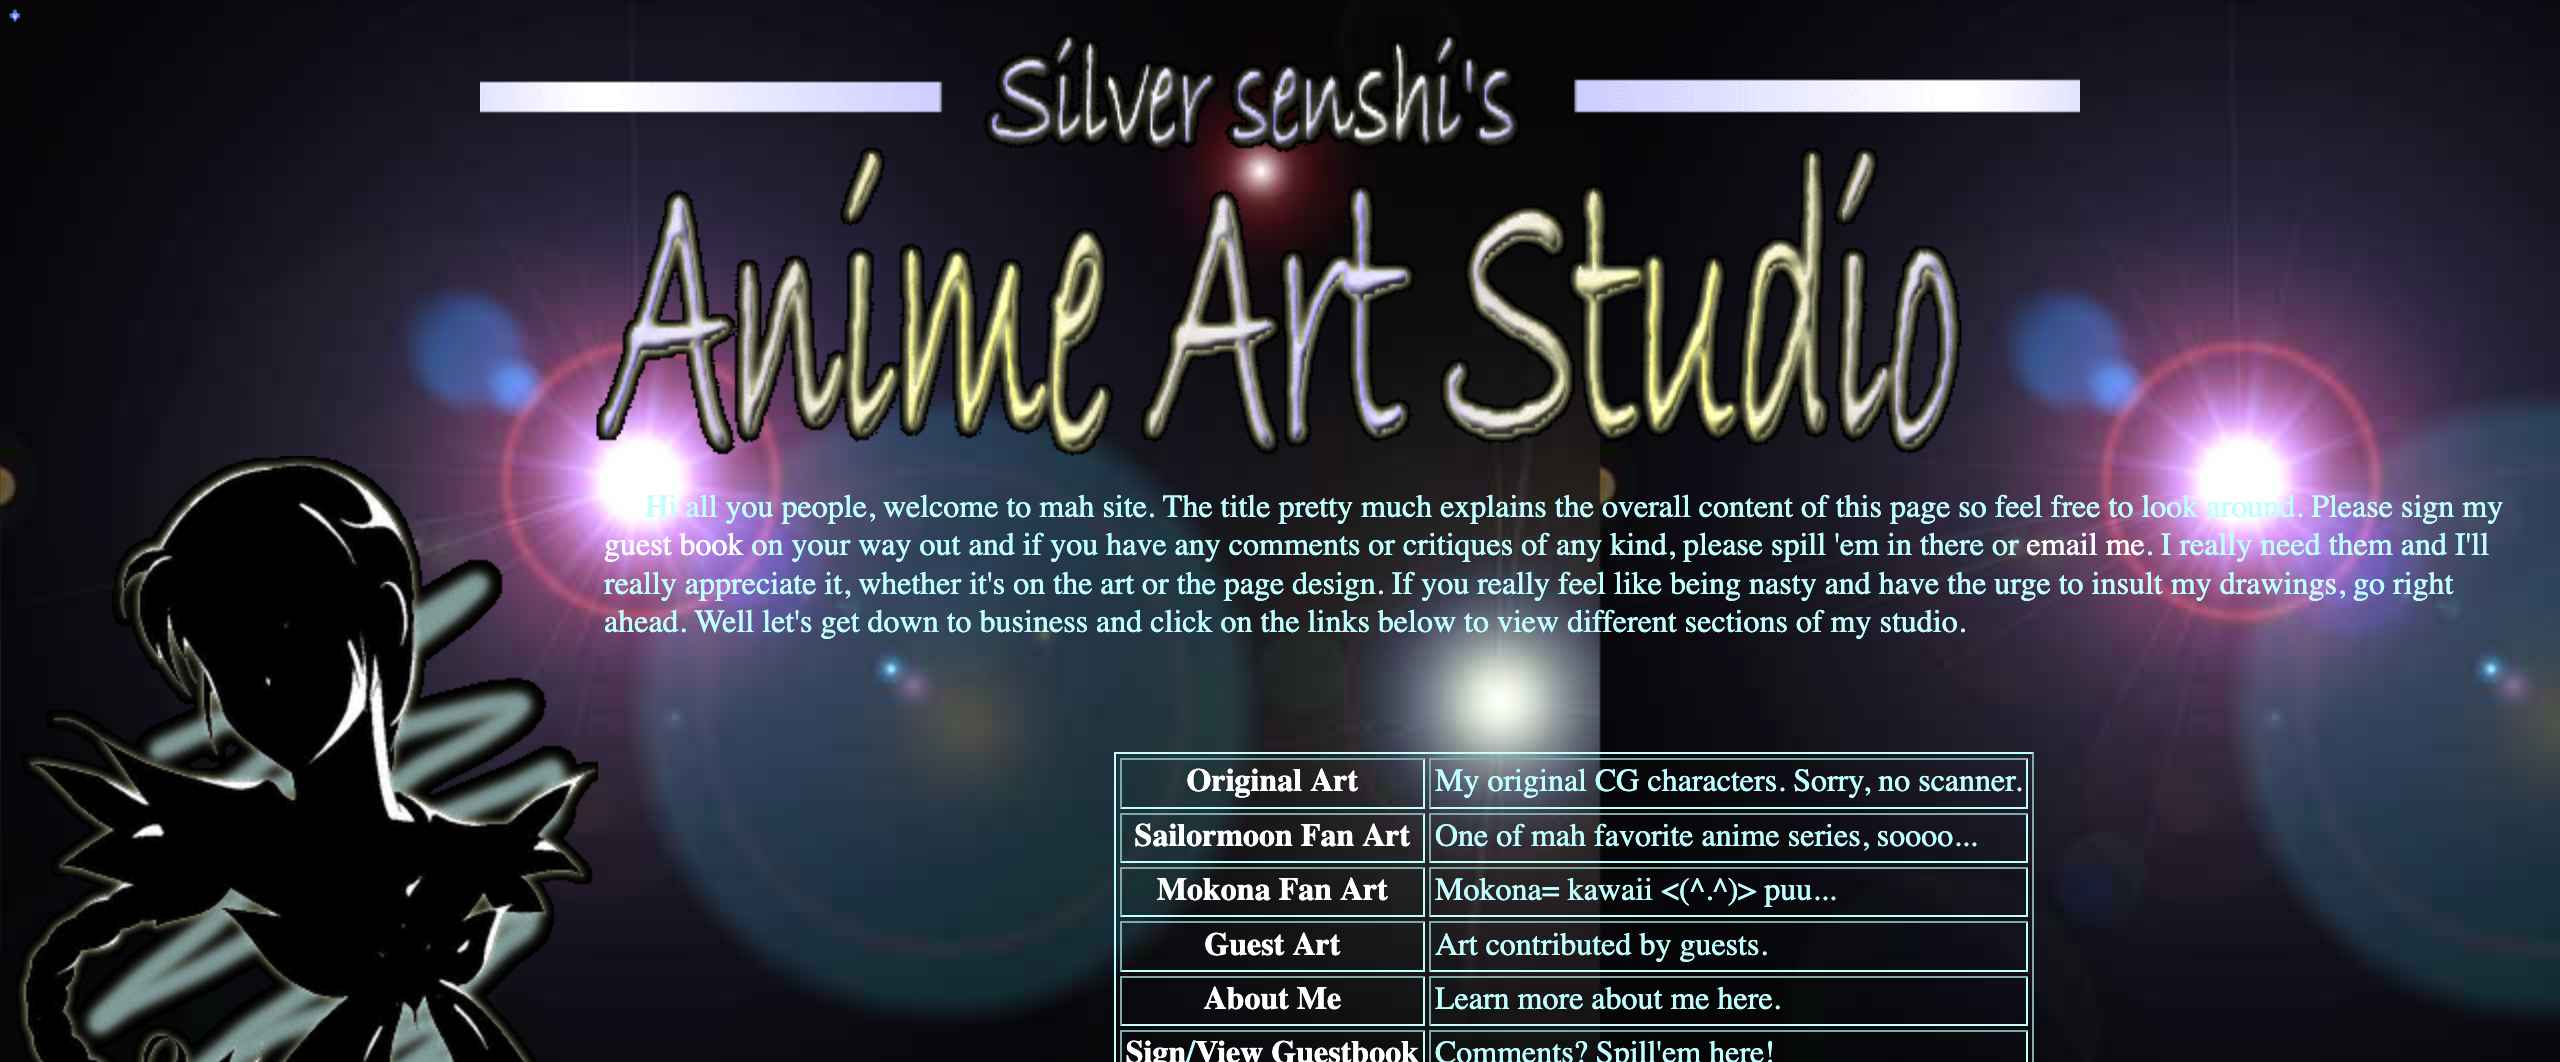 Silver senshi's
Anime Art Studio
Hi all you people, welcome to mah site. The title pretty much explains the overall content of this page so feel free to look around. Please sign my
guest book on your way out and if you have any comments or critiques of any kind, please spill 'em in there or email me. I really need them and I'll
really appreciate it, whether it's on the art or the page design. If you really feel like being nasty and have the urge to insult my drawings, go right
ahead. Well let's get down to business and click on the links below to view different sections of my studio.
Original Art My original CG characters. Sorry, no scanner.
Sailormoon Fan Art One of mah favorite anime series, soooo...
Mokona Fan Art Mokona= kawaii <(^.^)> puu...
Guest Art Art contributed by guests.
About Me Learn more about me here.
Sign/View Guestbook Comments? Spill'em here!